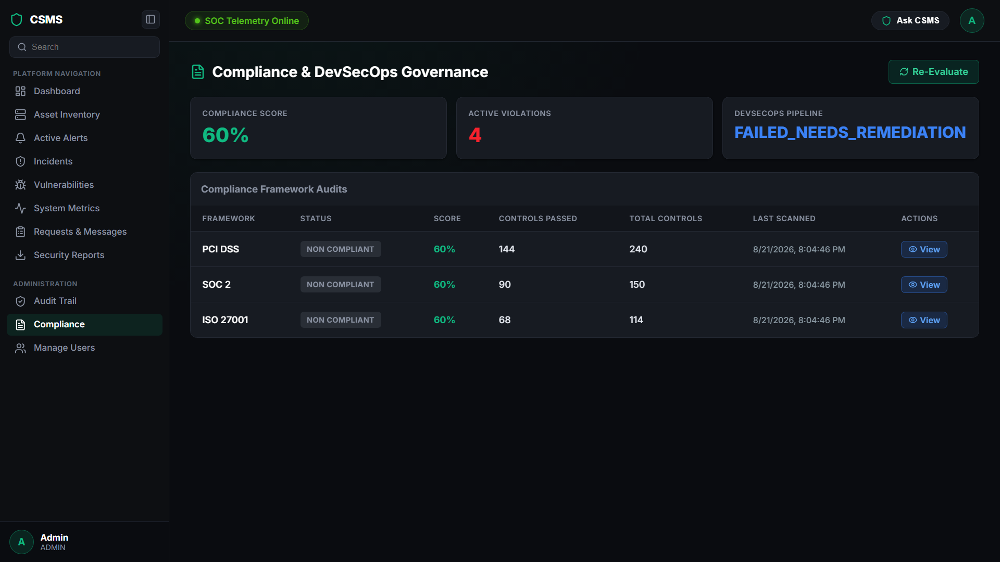 CSMS
Search
PLATFORM NAVIGATION
Dashboard
Asset Inventory
Active Alerts
Incidents
Vulnerabilities
System Metrics
Requests & Messages
Security Reports
ADMINISTRATION
Audit Trail
Compliance
Manage Users
A
Admin
ADMIN
SOC Telemetry Online
Ask CSMS
A
Compliance & DevSecOps Governance
Re-Evaluate
COMPLIANCE SCORE
60%
ACTIVE VIOLATIONS
4
DEVSECOPS PIPELINE
FAILED_NEEDS_REMEDIATION
Compliance Framework Audits
FRAMEWORK STATUS SCORE CONTROLS PASSED TOTAL CONTROLS LAST SCANNED ACTIONS
PCI DSS NON COMPLIANT 60% 144 240 8/21/2026, 8:04:46 PM View
SOC 2 NON COMPLIANT 60% 90 150 8/21/2026, 8:04:46 PM View
ISO 27001 NON COMPLIANT 60% 68 114 8/21/2026, 8:04:46 PM View